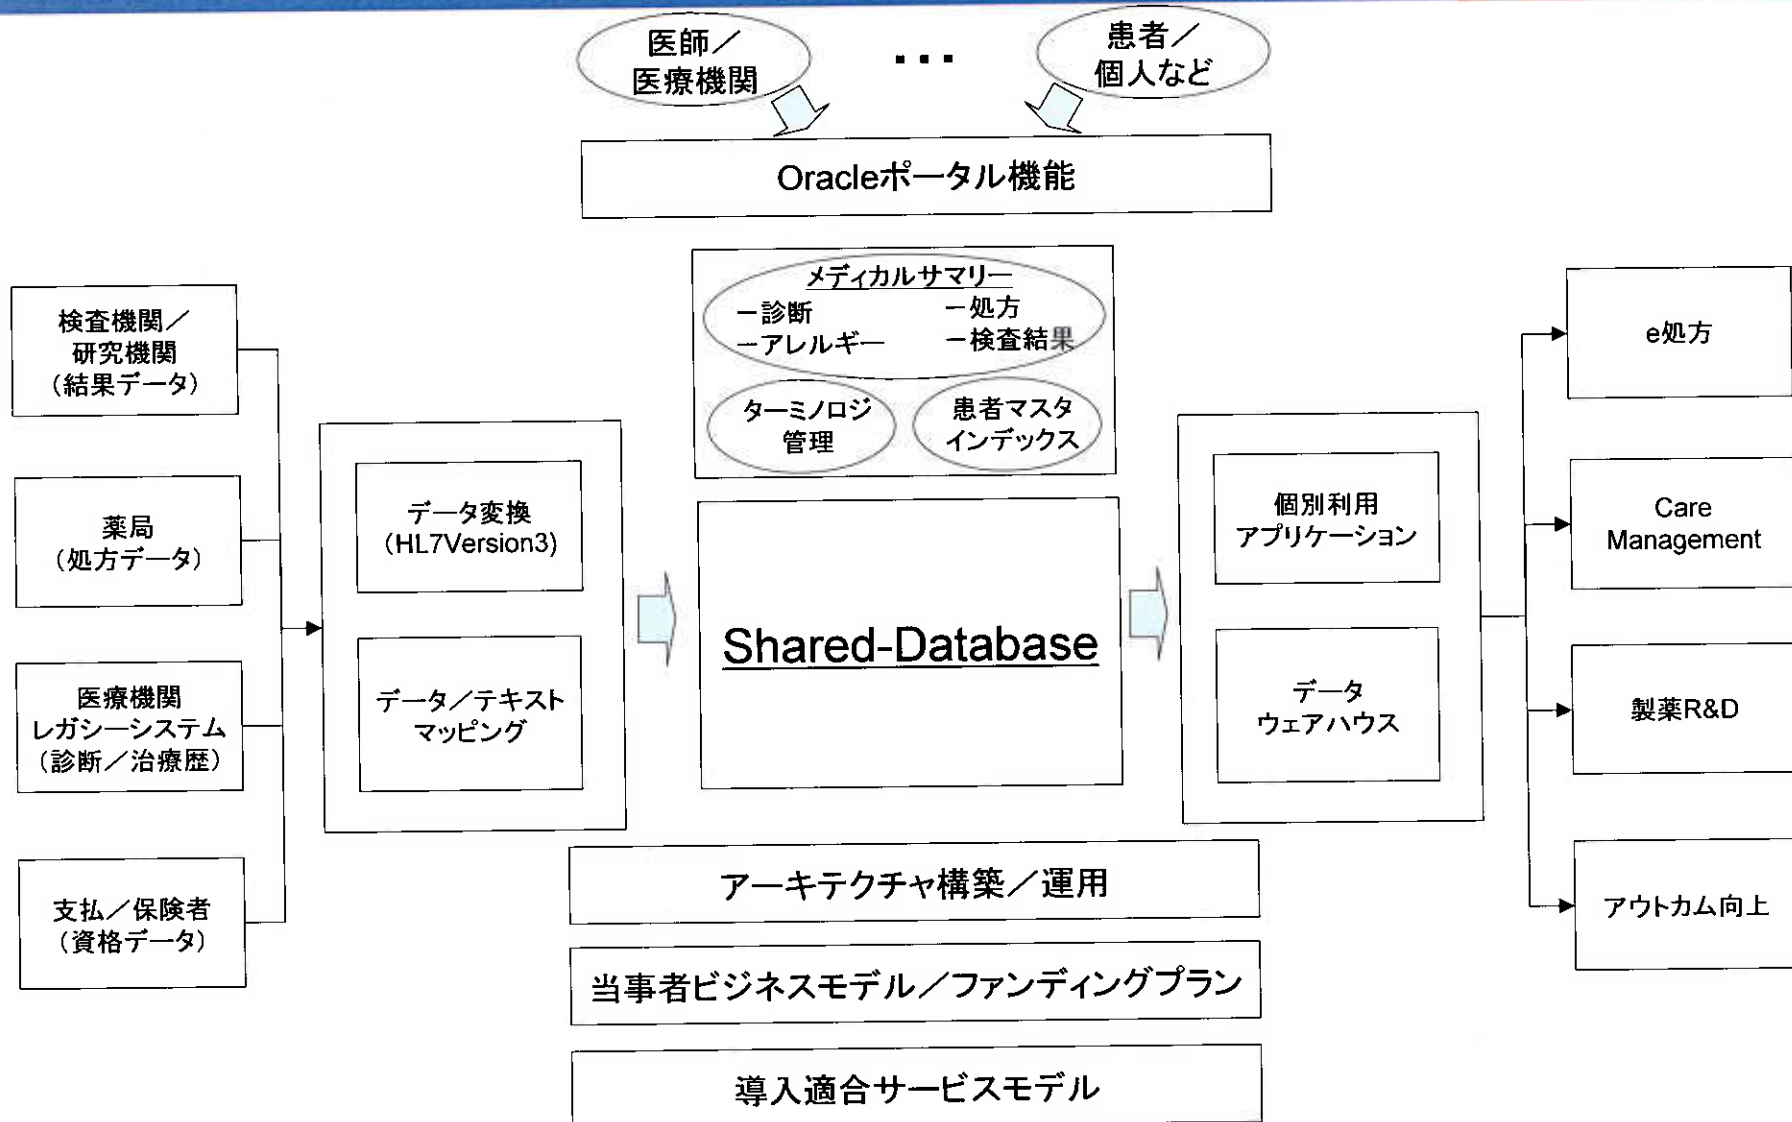 医師／
医療機関
・・・
患者／
個人など
Oracleポータル機能
メディカルサマリー
－診断
－処方
－アレルギー
－検査結果
ターミノロジ
管理
患者マスタ
インデックス
検査機関／
研究機関
（結果データ）
薬局
（処方データ）
医療機関
レガシーシステム
（診断／治療歴）
支払／保険者
（資格データ）
データ変換
（HL7Version3）
データ／テキスト
マッピング
Shared-Database
個別利用
アプリケーション
データ
ウェアハウス
e処方
Care
Management
製薬R&D
アウトカム向上
アーキテクチャ構築／運用
当事者ビジネスモデル／ファンディングプラン
導入適合サービスモデル